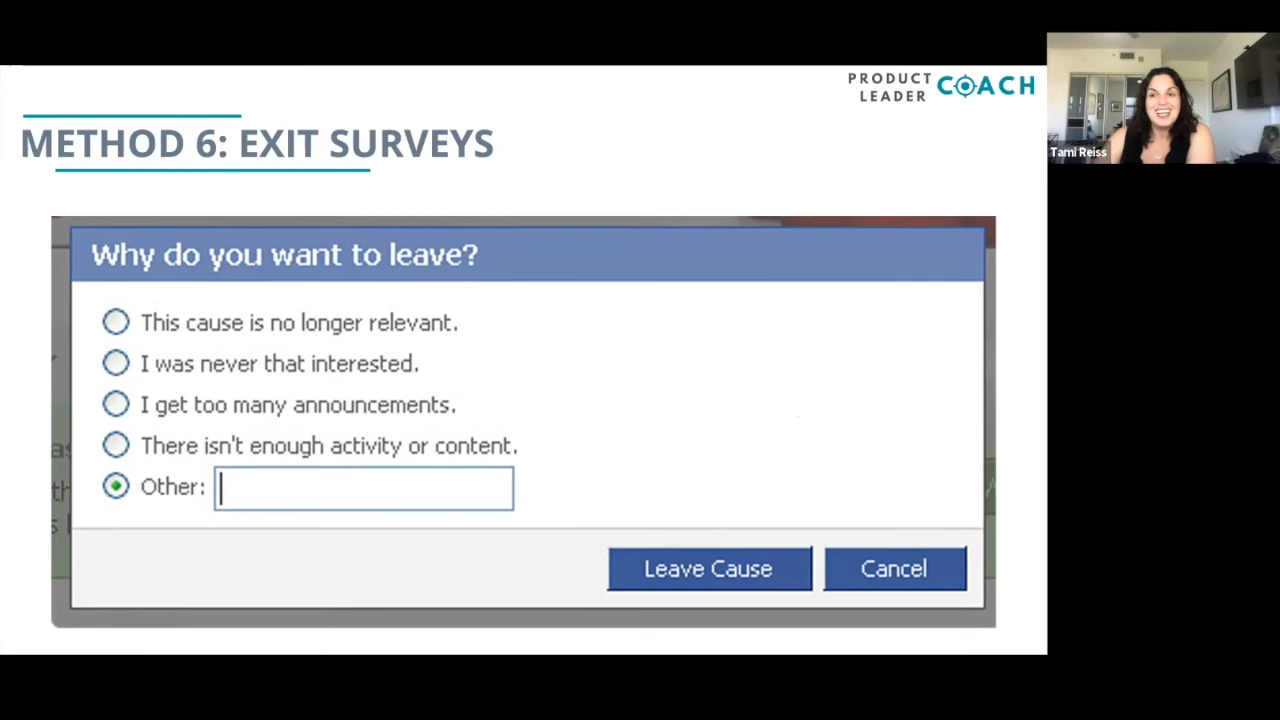 PRODUCT
LEADER
COACH
Tami Reiss
METHOD 6: EXIT SURVEYS
Why do you want to leave?
This cause is no longer relevant.
I was never that interested.
I get too many announcements.
There isn't enough activity or content.
Other:
Leave Cause
Cancel